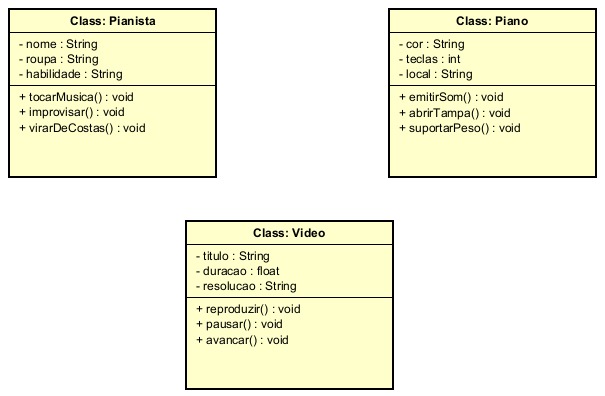 Class: Pianista
- nome : String
- roupa : String
- habilidade : String
+ tocarMusica() : void
+ improvisar() : void
+ virarDeCostas() : void
Class: Piano
- cor : String
- teclas : int
- local : String
+ emitirSom() : void
+ abrirTampa() : void
+ suportarPeso() : void
Class: Video
- titulo : String
- duracao : float
- resolucao : String
+ reproduzir() : void
+ pausar() : void
+ avancar() : void